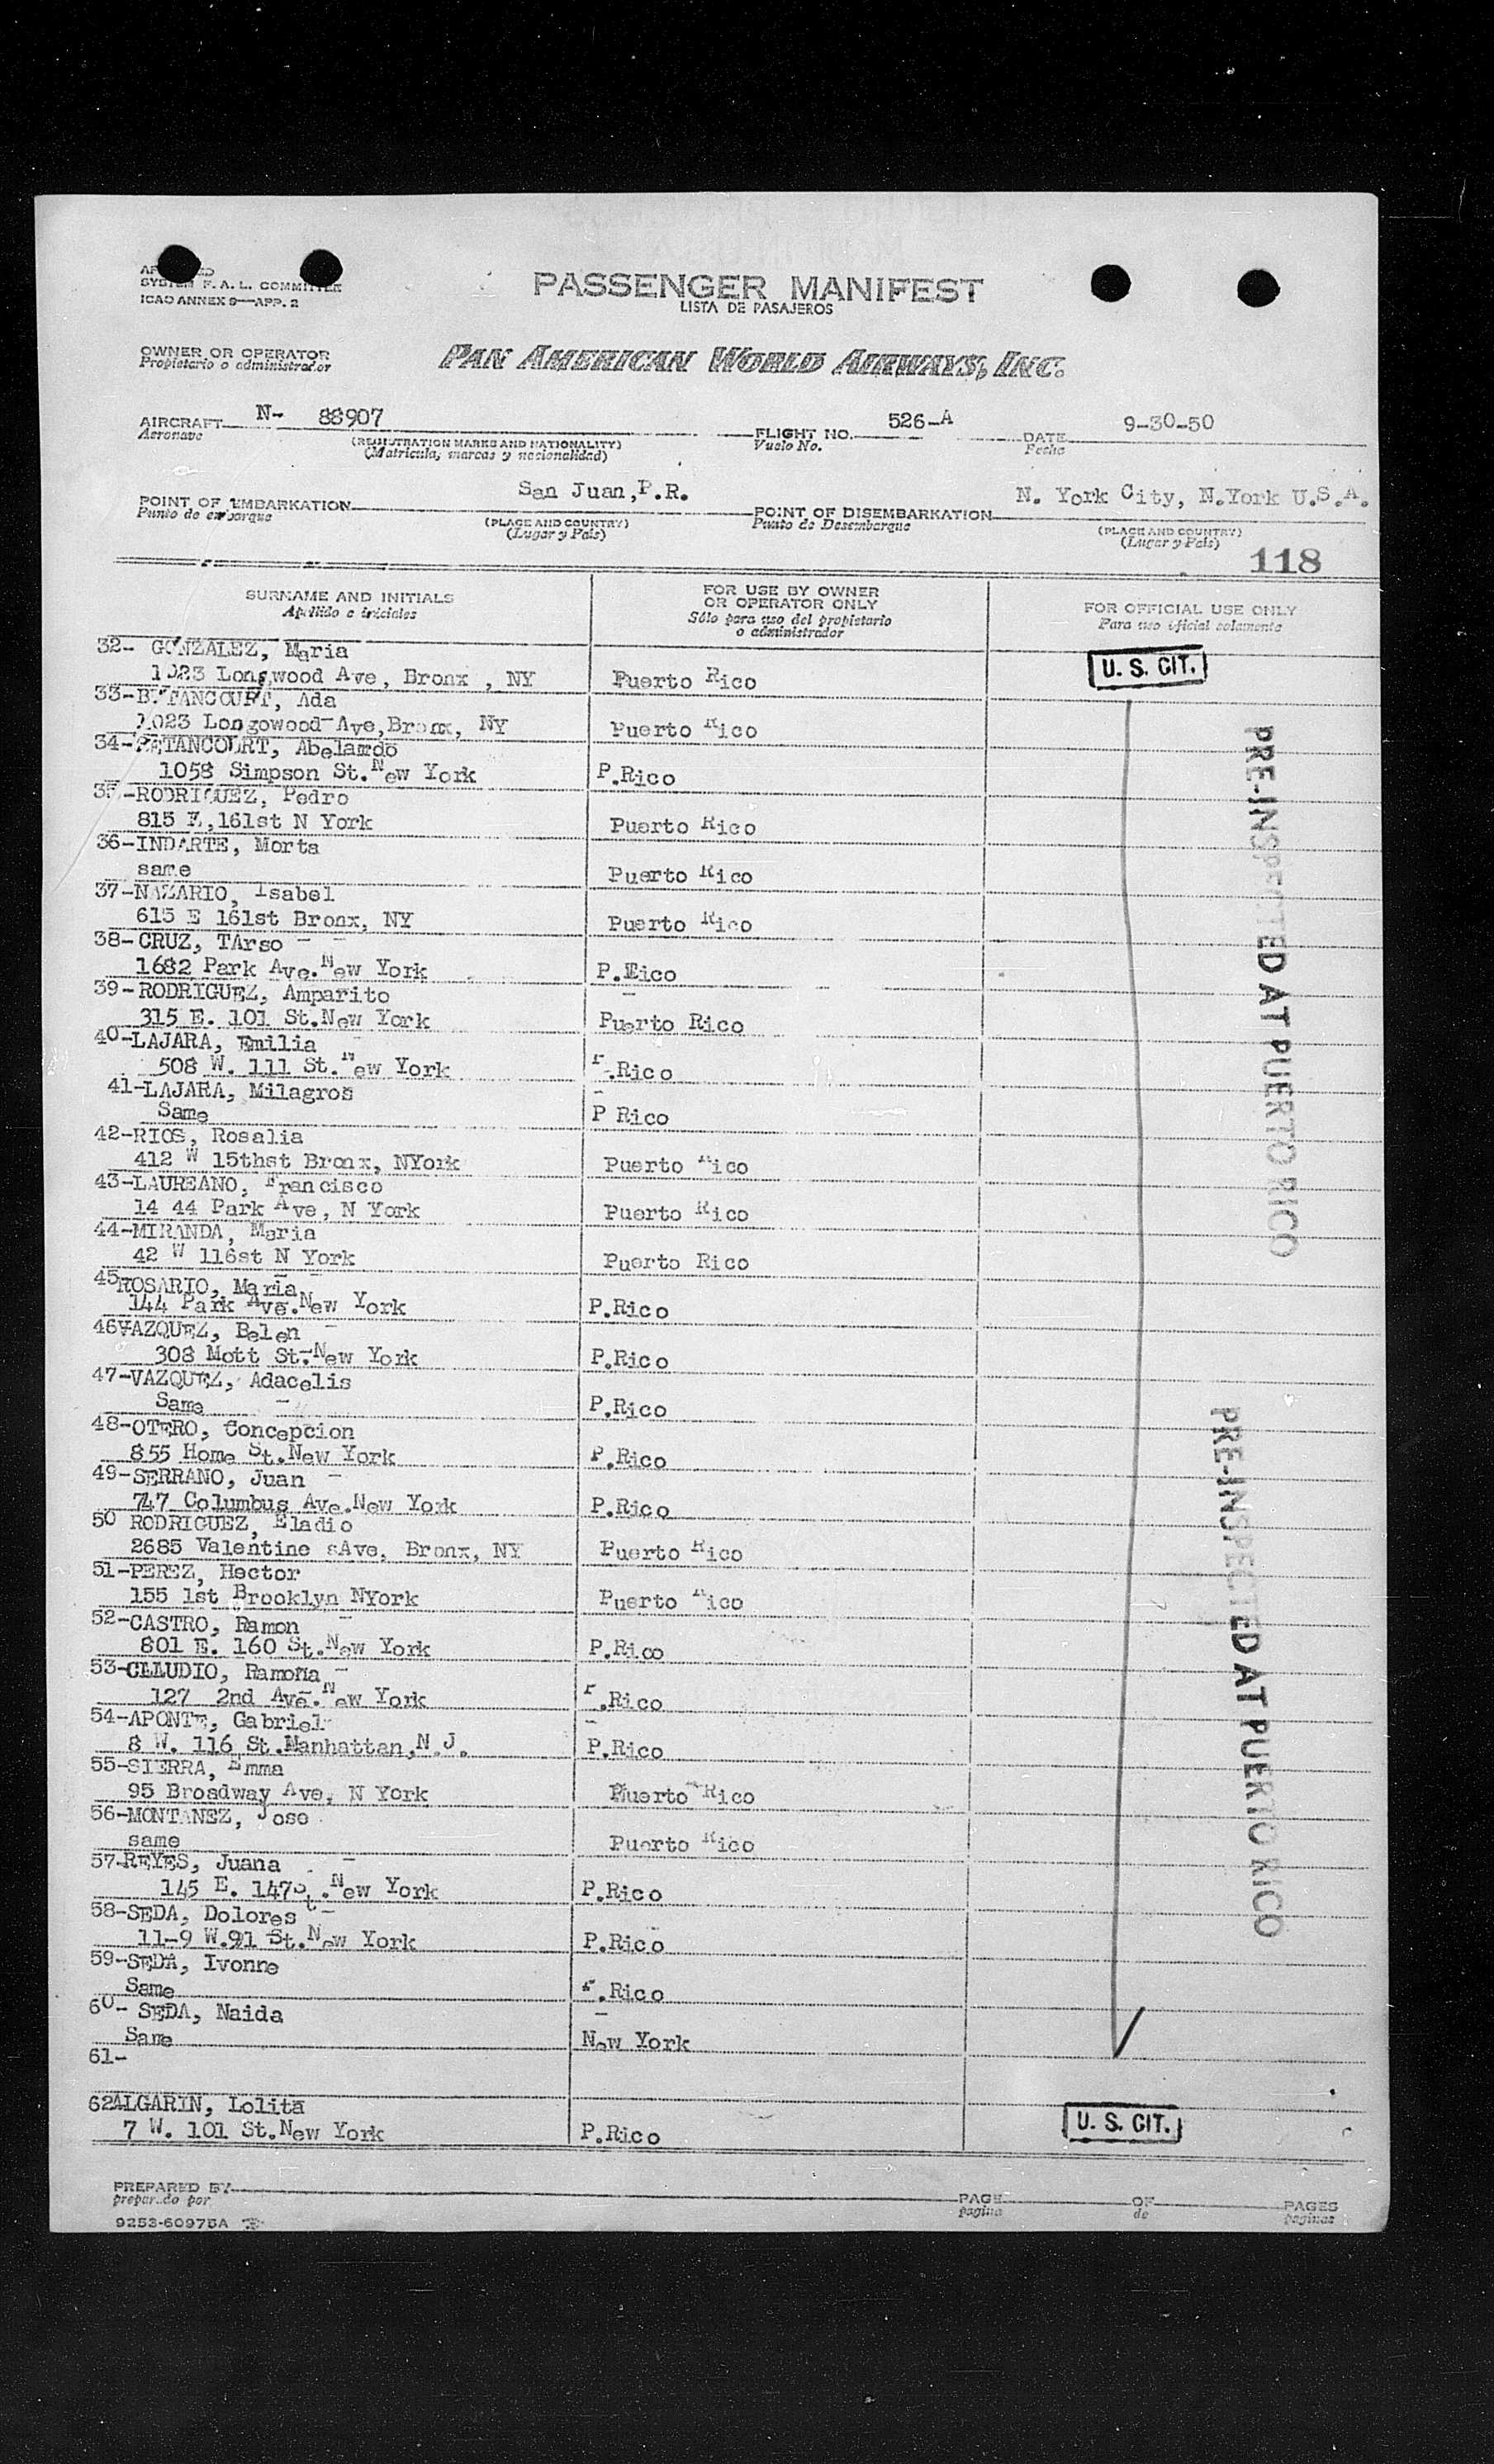 SYSTEM F. A. L. COMMITTEE
ICAO ANNEX 9—APP. 2
PASSENGER MANIFEST
LISTA DE PASAJEROS
OWNER OR OPERATOR
Propietario o administrador
PAN AMERICAN WORLD AIRWAYS, INC.
AIRCRAFT N- 88907
Aeronave
(REGISTRATION MARKS AND NATIONALITY)
(Matricula, marcas y nacionalidad)
FLIGHT NO. 526-A
Vuelo No.
DATE 9-30-50
Fecha
POINT OF EMBARKATION San Juan, P.R.
Punto de embarque
(PLACE AND COUNTRY)
(Lugar y País)
POINT OF DISEMBARKATION N. York City, N.York U.S.A.
Punto de Desembarque
(PLACE AND COUNTRY)
(Lugar y País)
118
SURNAME AND INITIALS
Apellido e iniciales
FOR USE BY OWNER
OR OPERATOR ONLY
Sólo para uso del propietario
o administrador
FOR OFFICIAL USE ONLY
Para uso oficial solamente
32- GONZALEZ, Maria
1023 Longwood Ave, Bronx , NY Puerto Rico
U. S. CIT.
33-BETANCOURT, Ada
1023 Longowood Ave,Bronx, NY Puerto Rico
34-BETANCOURT, Abelardo
1058 Simpson St.New York P.Rico
35-RODRIGUEZ, Pedro
815 E,161st N York Puerto Rico
36-INDARTE, Morta
same Puerto Rico
37-NAZARIO, Isabel
615 E 161st Bronx, NY Puerto Rico
38-CRUZ, TArso
1682 Park Ave.New York P.Rico
39-RODRIGUEZ, Amparito
315 E. 101 St.New York Puerto Rico
40-LAJARA, Emilia
508 W. 111 St.New York P.Rico
41-LAJARA, Milagros
Same P Rico
42-RIOS, Rosalia
412 W 15thst Bronx, NYork Puerto Rico
43-LAUREANO, Francisco
14 44 Park Ave, N York Puerto Rico
44-MIRANDA, Maria
42 W 116st N York Puerto Rico
45ROSARIO, Maria
144 Park Ave.New York P.Rico
46VAZQUEZ, Belen
308 Mott St.New York P.Rico
47-VAZQUEZ, Adacelis
Same P.Rico
48-OTERO, Concepcion
855 Home St.New York P.Rico
49-SERRANO, Juan
747 Columbus Ave.New York P.Rico
50 RODRIGUEZ, Eladio
2685 Valentine sAve, Bronx, NY Puerto Rico
51-PEREZ, Hector
155 1st Brooklyn NYork Puerto Rico
52-CASTRO, Ramon
801 E. 160 St.New York P.Rico
53-CLAUDIO, Ramona
127 2nd Ave.New York P.Rico
54-APONTE, Gabriel
8 W. 116 St.Manhattan,N.J. P.Rico
55-SIERRA, Emma
95 Broadway Ave, N York Puerto Rico
56-MONTANEZ, Jose
same Puerto Rico
57-REYES, Juana
145 E. 147St.New York P.Rico
58-SEDA, Dolores
11-9 W.91 St.New York P.Rico
59-SEDA, Ivonne
Same P.Rico
60- SEDA, Naida
Same New York
61-
62ALGARIN, Lolita
7 W. 101 St.New York P.Rico
U. S. CIT.
PRE-INSPECTED AT PUERTO RICO
PRE-INSPECTED AT PUERTO RICO
PREPARED BY
preparado por
PAGE
pagina
OF
de
PAGES
paginas
9253-60975A